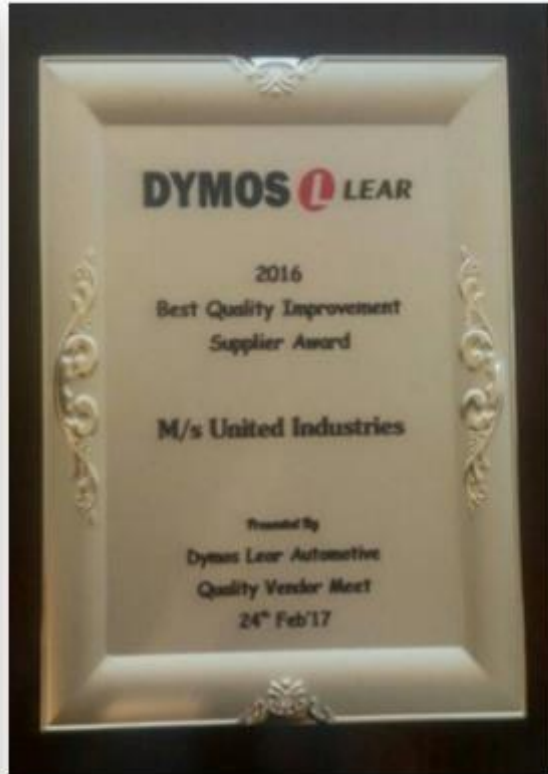 DYMOS L LEAR
2016
Best Quality Improvement
Supplier Award
M/s United Industries
Presented By
Dymos Lear Automotive
Quality Vendor Meet
24th Feb'17